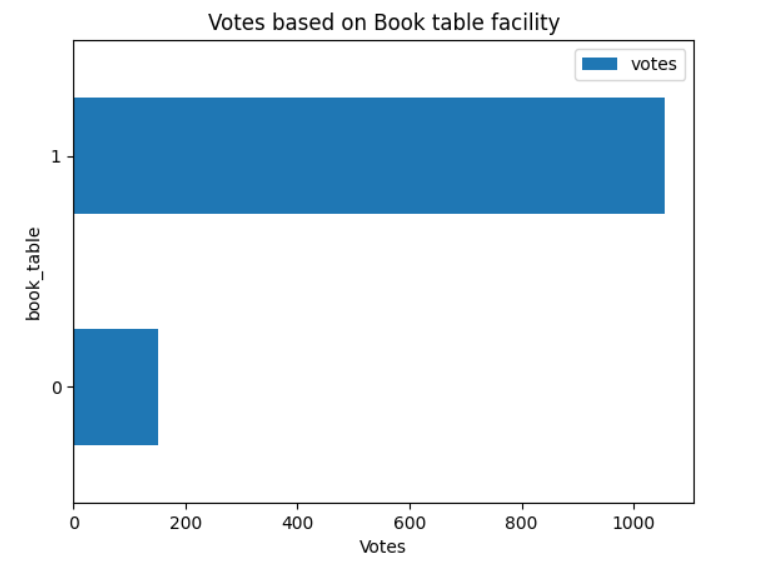 Votes based on Book table facility
votes
1
0
book_table
0 200 400 600 800 1000
Votes